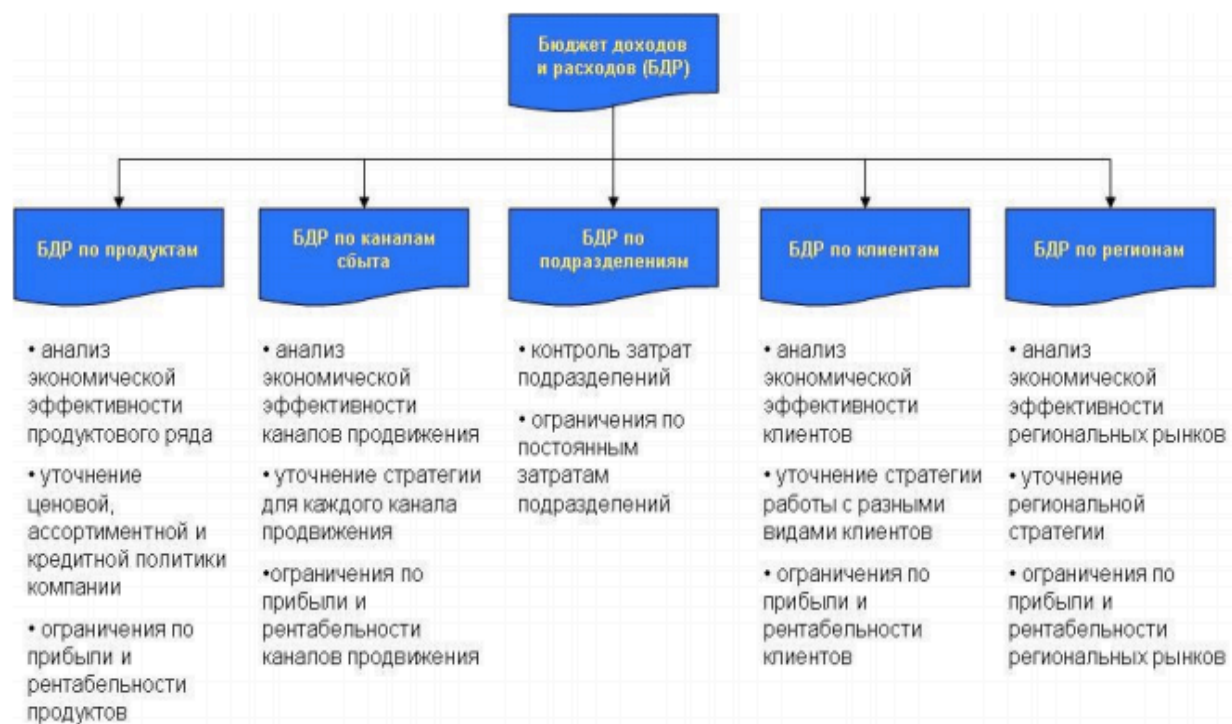 Бюджет доходов
и расходов (БДР)
БДР по продуктам
БДР по каналам
сбыта
БДР по
подразделениям
БДР по клиентам
БДР по регионам
• анализ
экономической
эффективности
продуктового ряда
• уточнение
ценовой,
ассортиментной и
кредитной политики
компании
• ограничения по
прибыли и
рентабельности
продуктов
• анализ
экономической
эффективности
каналов продвижения
• уточнение стратегии
для каждого канала
продвижения
•ограничения по
прибыли и
рентабельности
каналов продвижения
• контроль затрат
подразделений
• ограничения по
постоянным
затратам
подразделений
• анализ
экономической
эффективности
клиентов
• уточнение стратегии
работы с разными
видами клиентов
• ограничения по
прибыли и
рентабельности
клиентов
• анализ
экономической
эффективности
региональных рынков
• уточнение
региональной
стратегии
• ограничения по
прибыли и
рентабельности
региональных рынков